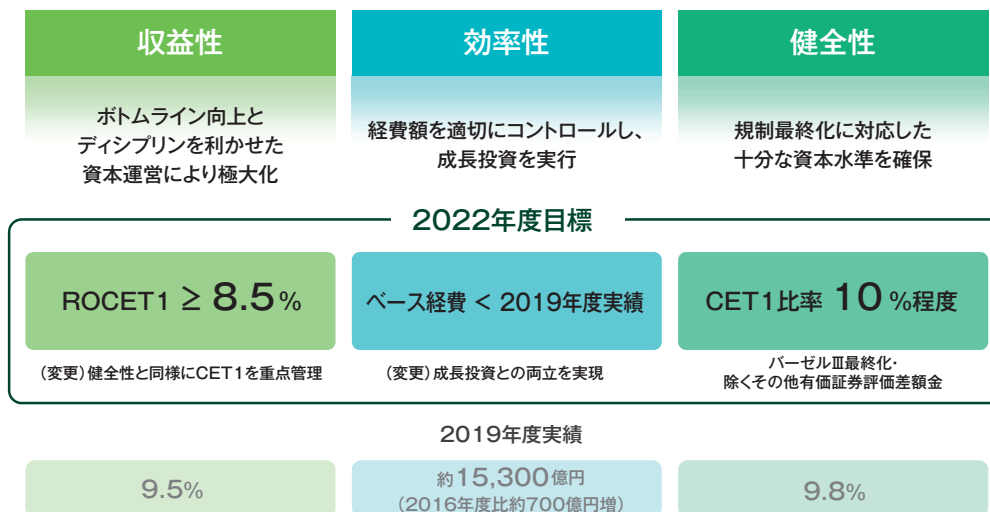 収益性
効率性
健全性
ボトムライン向上と
ディシプリンを利かせた
資本運営により極大化
経費額を適切にコントロールし、
成長投資を実行
規制最終化に対応した
十分な資本水準を確保
2022年度目標
ROCET1 ≥ 8.5%
ベース経費 < 2019年度実績
CET1比率 10%程度
（変更）健全性と同様にCET1を重点管理
（変更）成長投資との両立を実現
バーゼルⅢ最終化・
除くその他有価証券評価差額金
2019年度実績
9.5%
約15,300億円
（2016年度比約700億円増）
9.8%